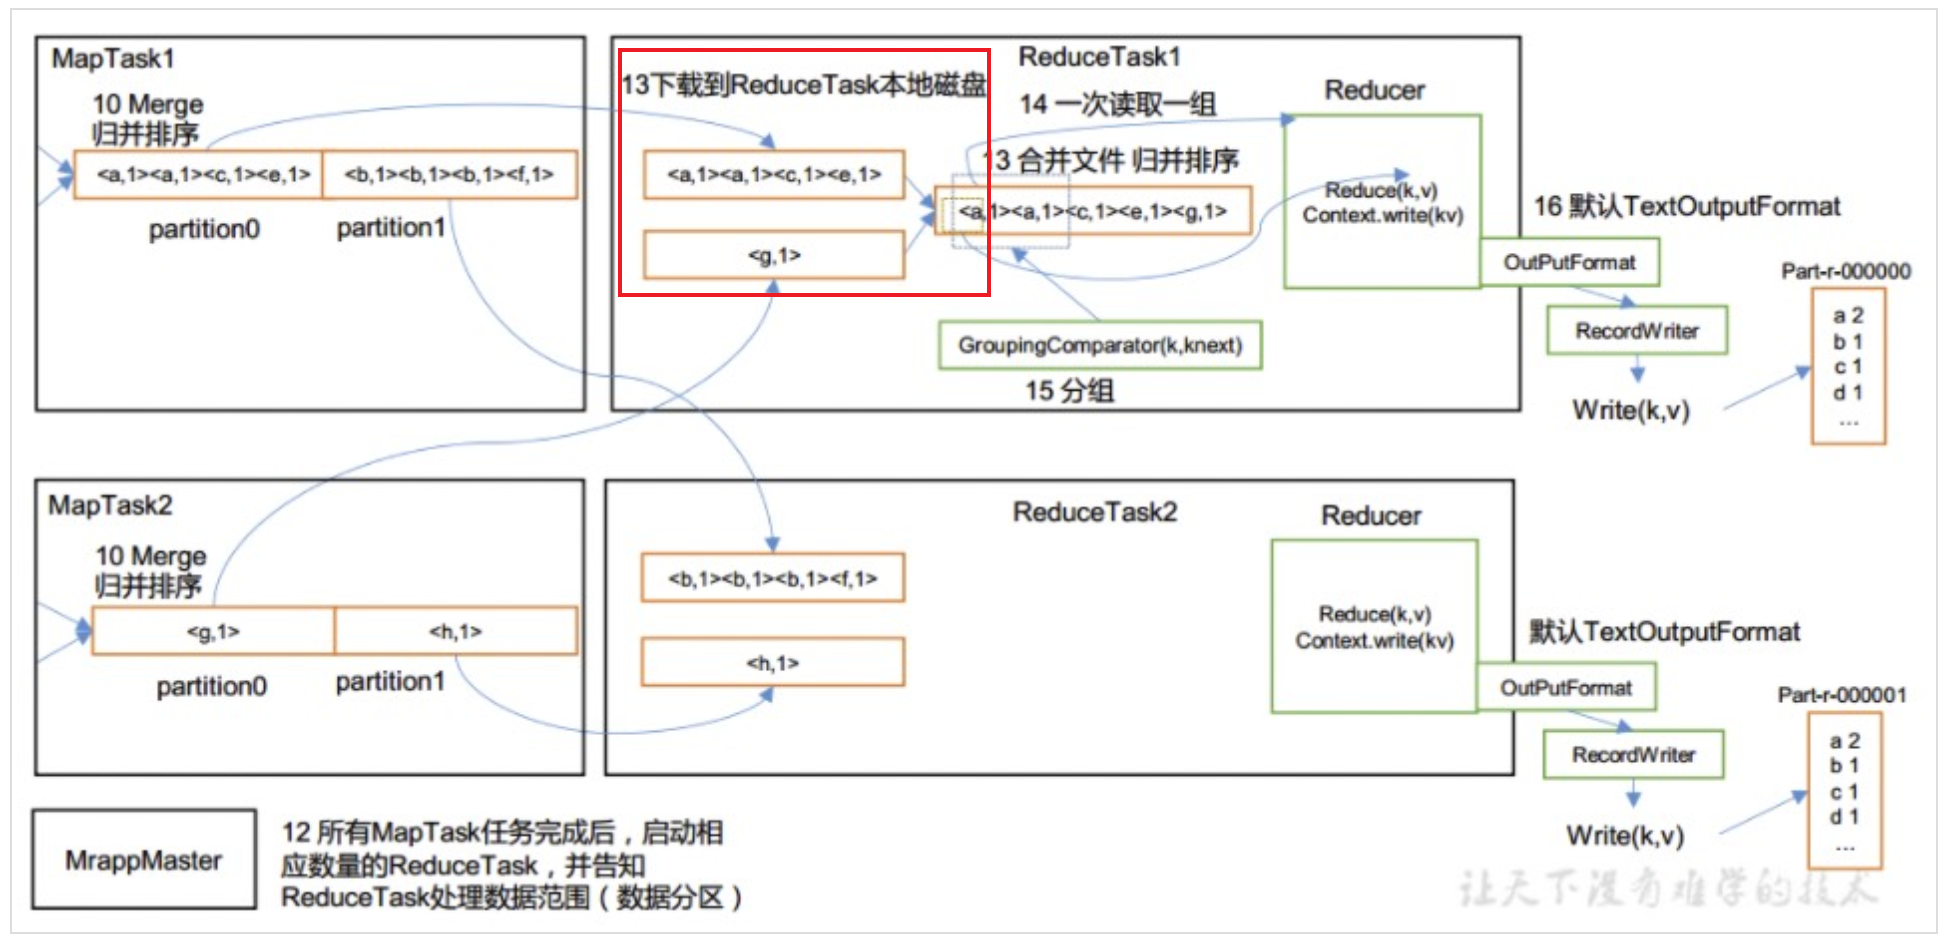 MapTask1
10 Merge
归并排序
<a,1><a,1><c,1><e,1>
<b,1><b,1><b,1><f,1>
partition0
partition1
ReduceTask1
13下载到ReduceTask本地磁盘
14 一次读取一组
Reducer
<a,1><a,1><c,1><e,1>
13 合并文件 归并排序
<a,1><a,1><c,1><e,1><g,1>
<g,1>
Reduce(k,v)
Context.write(kv)
GroupingComparator(k,knext)
15 分组
16 默认TextOutputFormat
OutPutFormat
RecordWriter
Write(k,v)
Part-r-000000
a 2
b 1
c 1
d 1
...
MapTask2
10 Merge
归并排序
<g,1>
<h,1>
partition0
partition1
ReduceTask2
Reducer
<b,1><b,1><b,1><f,1>
<h,1>
Reduce(k,v)
Context.write(kv)
默认TextOutputFormat
OutPutFormat
RecordWriter
Write(k,v)
Part-r-000001
a 2
b 1
c 1
d 1
...
MrappMaster
12 所有MapTask任务完成后，启动相
应数量的ReduceTask，并告知
ReduceTask处理数据范围（数据分区）
让天下没有难学的技术